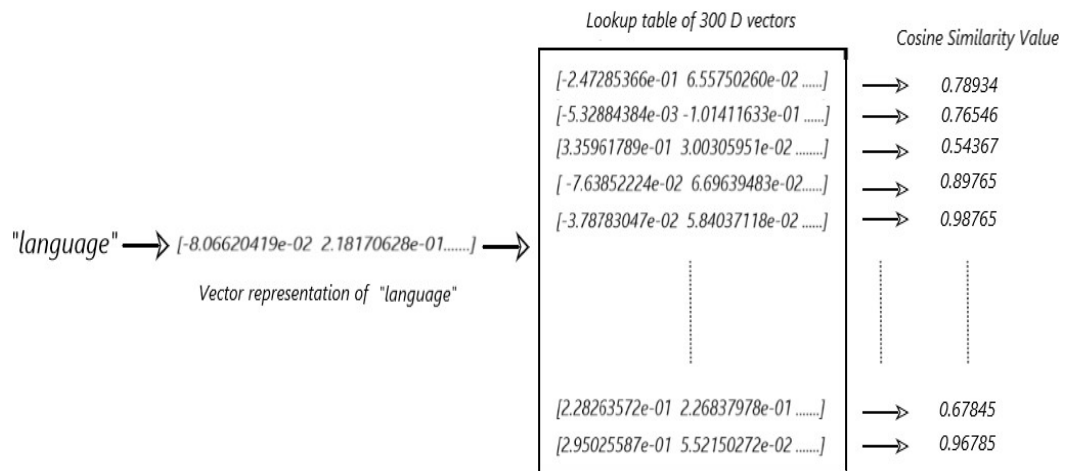 Lookup table of 300 D vectors
Cosine Similarity Value
[-2.47285366e-01 6.55750260e-02 ......] 0.78934
[-5.32884384e-03 -1.01411633e-01 ......] 0.76546
[3.35961789e-01 3.00305951e-02 ........] 0.54367
[ -7.63852224e-02 6.69639483e-02......] 0.89765
[-3.78783047e-02 5.84037118e-02 ......] 0.98765
"language" [-8.06620419e-02 2.18170628e-01.......]
Vector representation of "language"
[2.28263572e-01 2.26837978e-01 .......] 0.67845
[2.95025587e-01 5.52150272e-02 .......] 0.96785